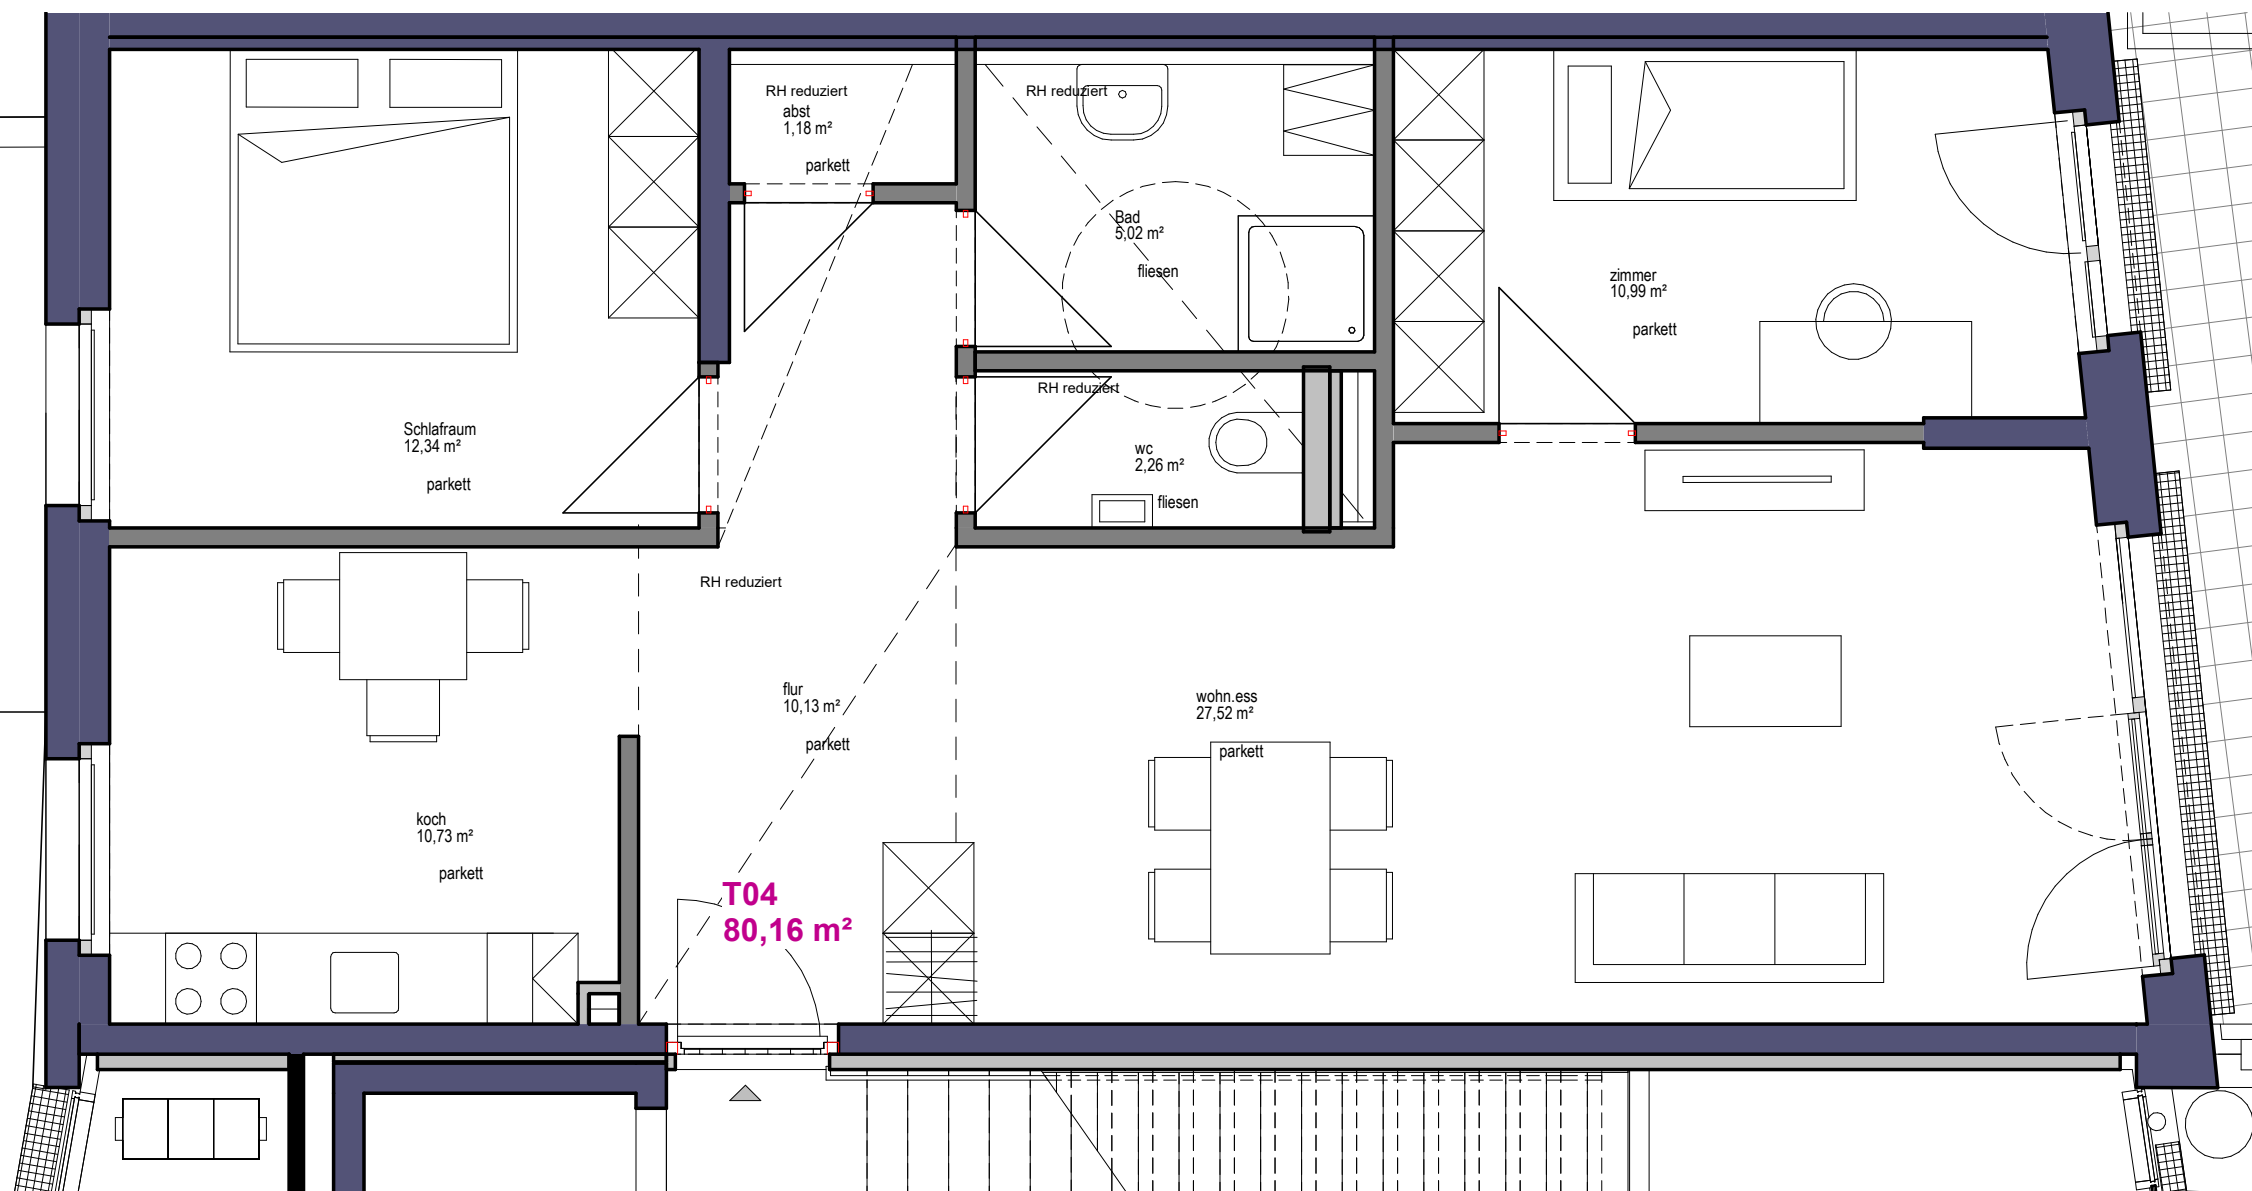 RH reduziert
abst
1,18 m²
parkett
RH reduziert
Bad
5,02 m²
fliesen
zimmer
10,99 m²
parkett
Schlafraum
12,34 m²
parkett
RH reduziert
wc
2,26 m²
fliesen
RH reduziert
flur
10,13 m²
parkett
wohn.ess
27,52 m²
parkett
koch
10,73 m²
parkett
T04
80,16 m²